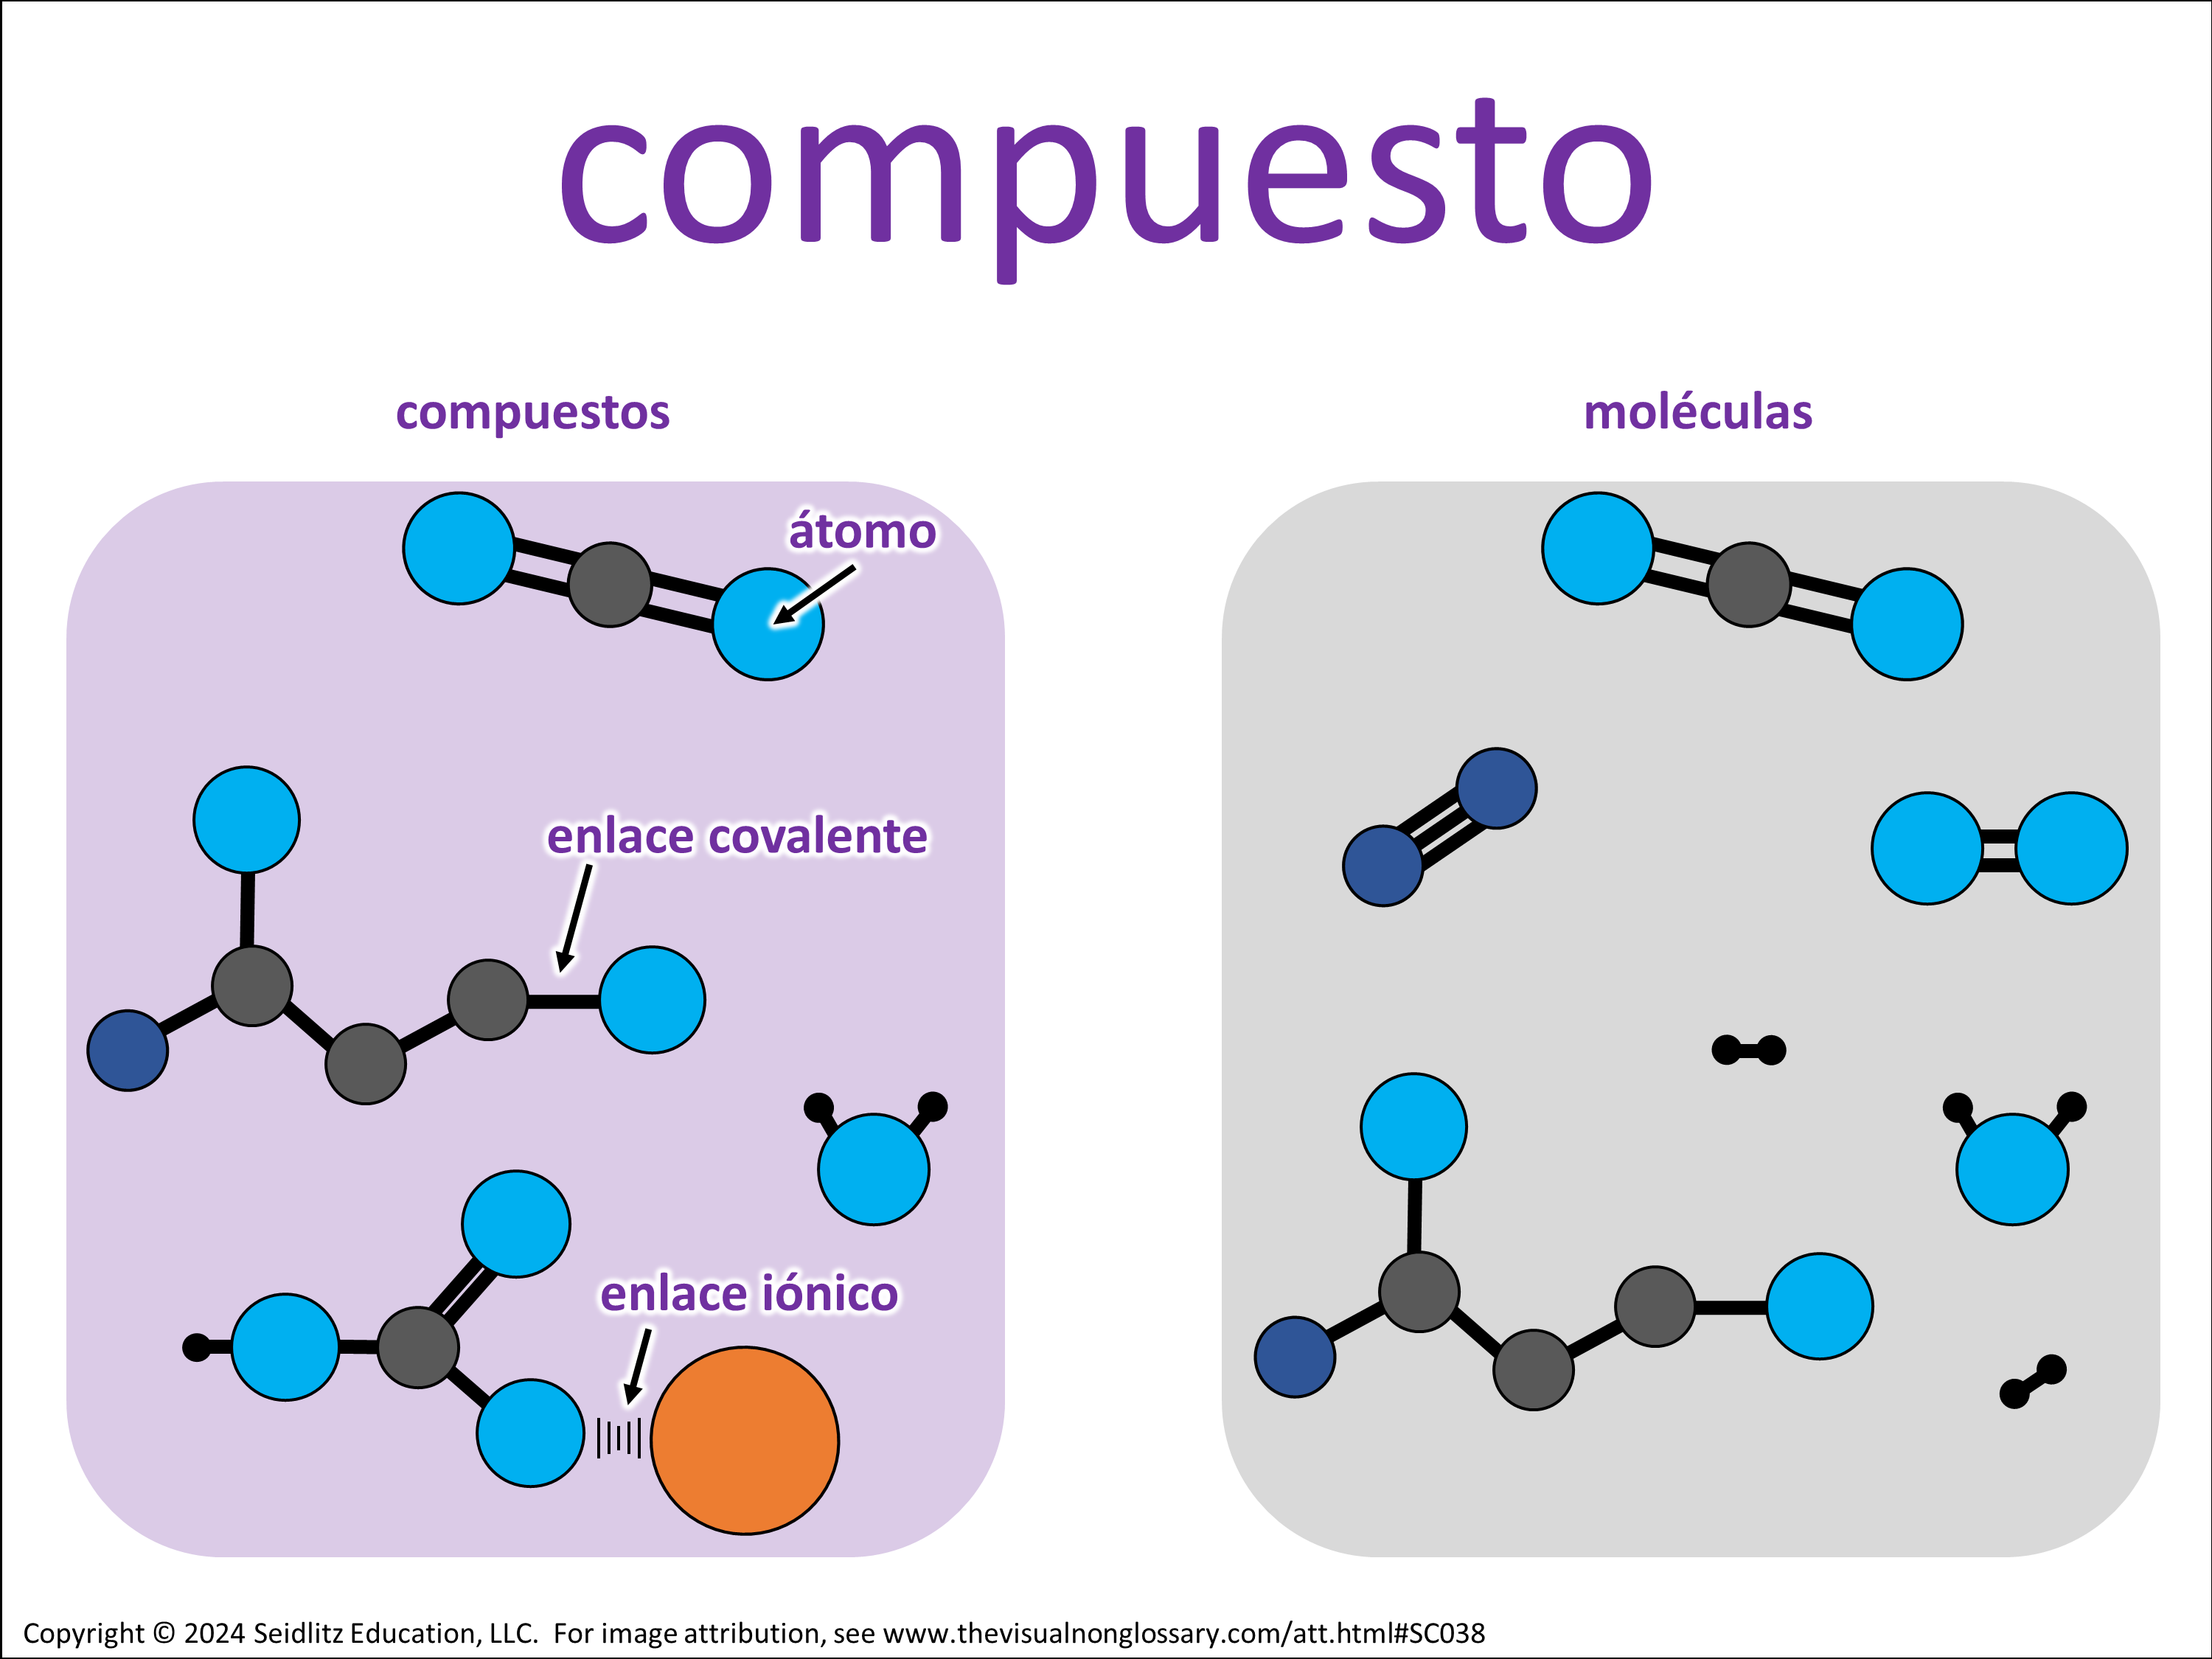 compuesto
compuestos
moléculas
átomo
enlace covalente
enlace iónico
Copyright © 2024 Seidlitz Education, LLC.  For image attribution, see www.thevisualnonglossary.com/att.html#SC038